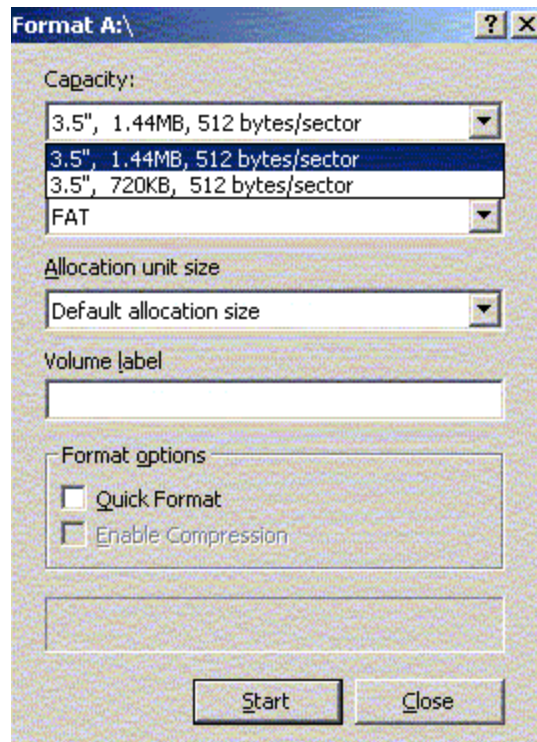 Format A:\
Capacity:
3.5", 1.44MB, 512 bytes/sector
3.5", 1.44MB, 512 bytes/sector
3.5", 720KB, 512 bytes/sector
FAT
Allocation unit size
Default allocation size
Volume label
Format options
Quick Format
Enable Compression
Start Close